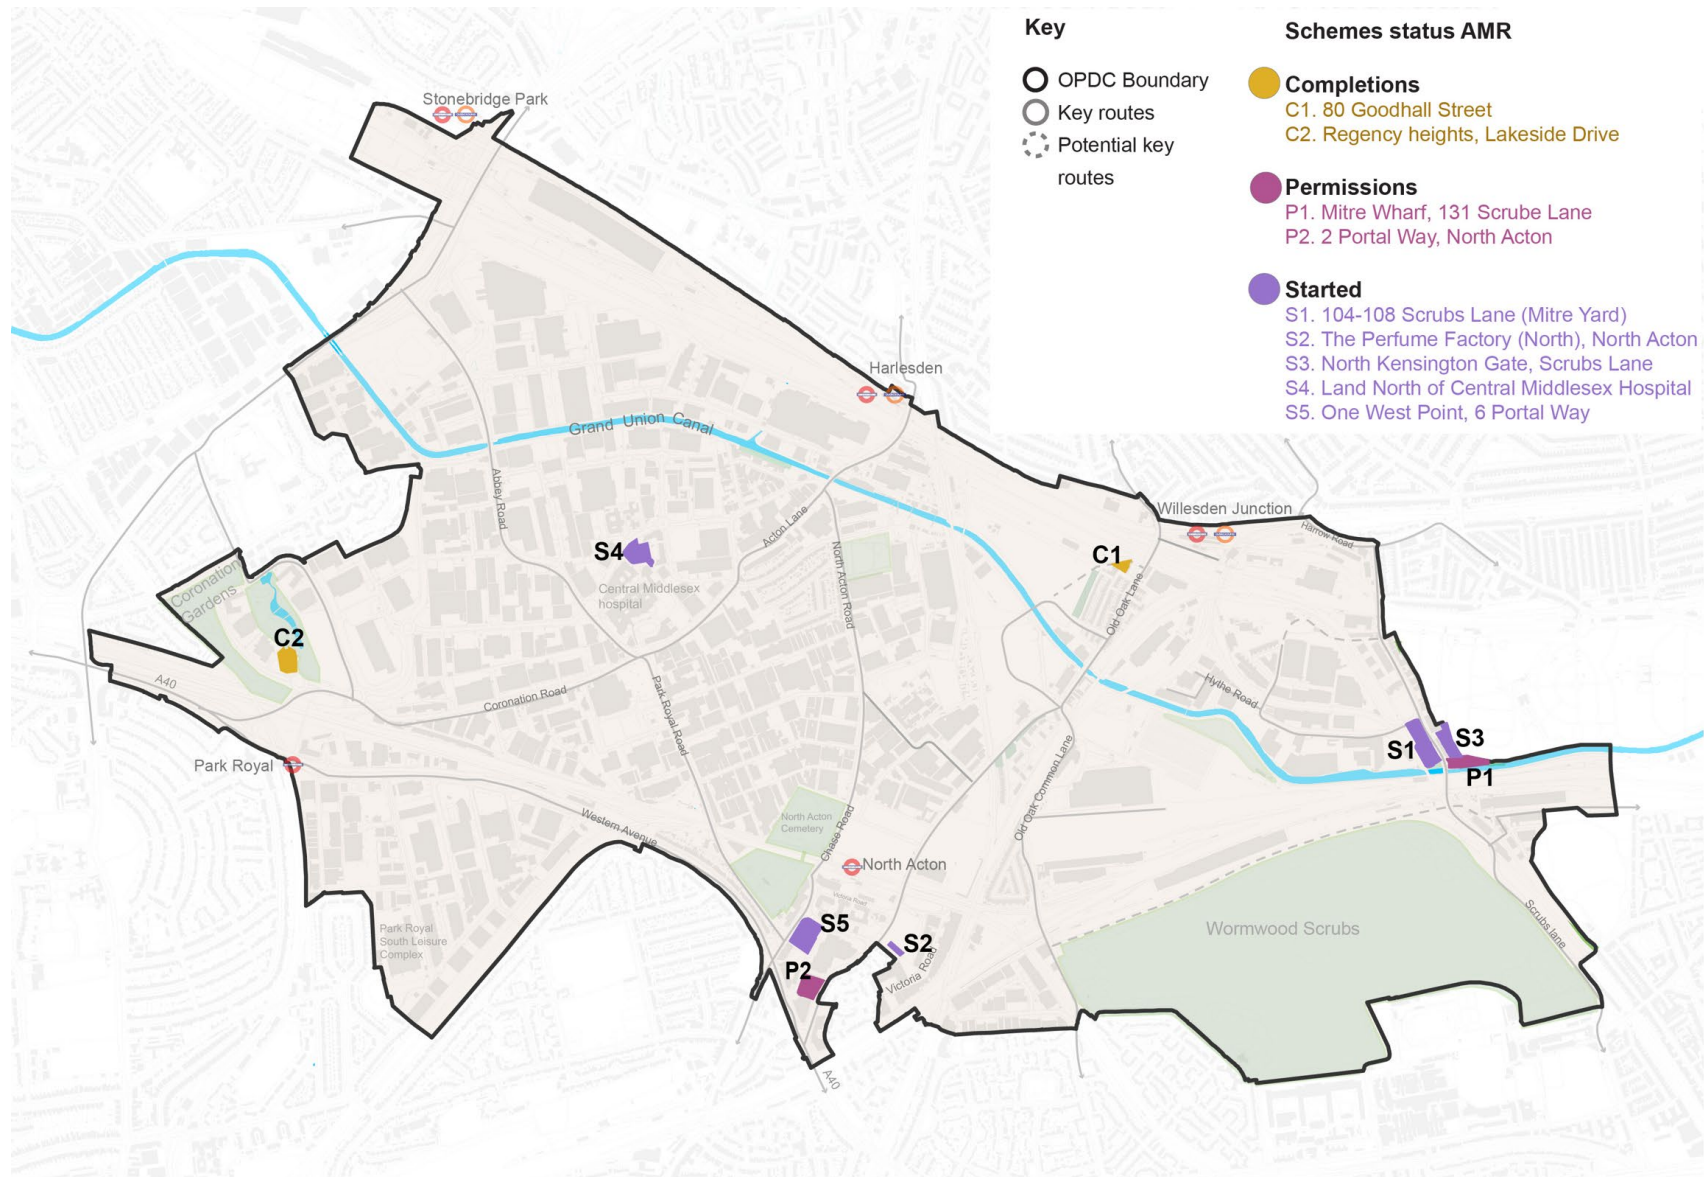 Key
OPDC Boundary
Key routes
Potential key
routes
Schemes status AMR
Completions
C1. 80 Goodhall Street
C2. Regency heights, Lakeside Drive
Permissions
P1. Mitre Wharf, 131 Scrube Lane
P2. 2 Portal Way, North Acton
Started
S1. 104-108 Scrubs Lane (Mitre Yard)
S2. The Perfume Factory (North), North Acton
S3. North Kensington Gate, Scrubs Lane
S4. Land North of Central Middlesex Hospital
S5. One West Point, 6 Portal Way
Stonebridge Park
Harlesden
Grand Union Canal
Abbey Road
Acton Lane
Willesden Junction
Harrow Road
S4
Central Middlesex
hospital
North Acton Road
C1
Old Oak Lane
Coronation
Gardens
C2
A40
Coronation Road
Park Royal Road
Hythe Road
S1
S3
P1
Park Royal
Western Avenue
North Acton
Cemetery
Chase Road
Old Oak Common Lane
North Acton
Victoria Road
Park Royal
South Leisure
Complex
S5
S2
P2
Victoria Road
Wormwood Scrubs
Scrubs lane
A40